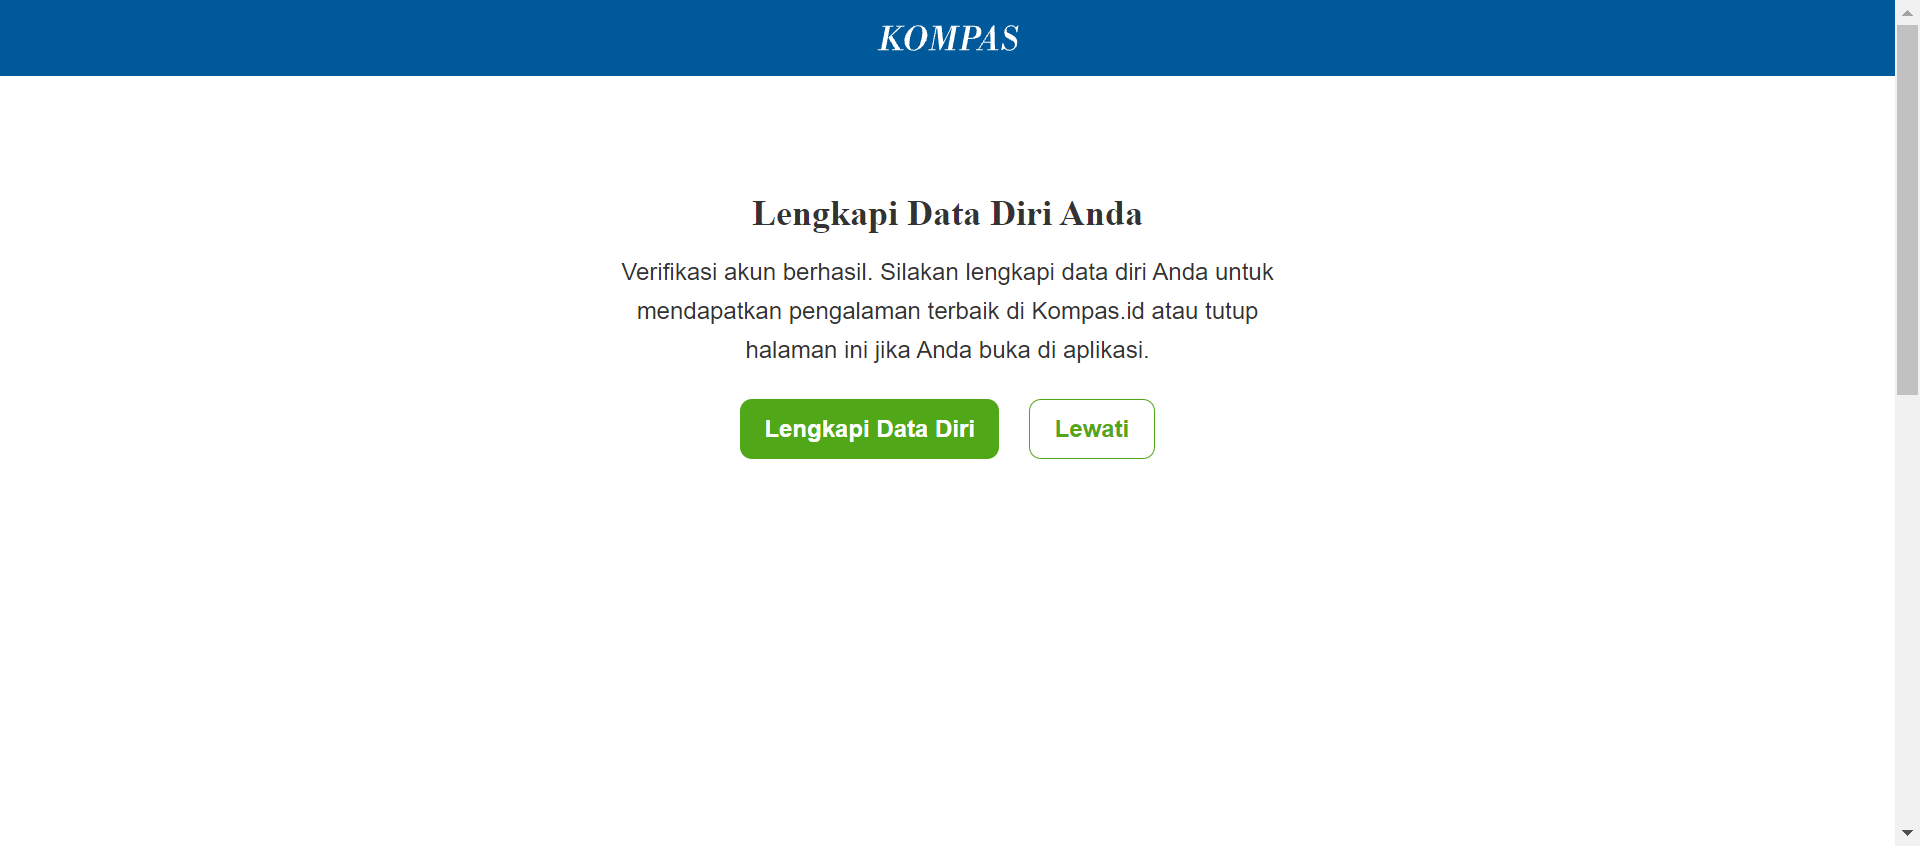 KOMPAS
Lengkapi Data Diri Anda
Verifikasi akun berhasil. Silakan lengkapi data diri Anda untuk
mendapatkan pengalaman terbaik di Kompas.id atau tutup
halaman ini jika Anda buka di aplikasi.
Lengkapi Data Diri
Lewati